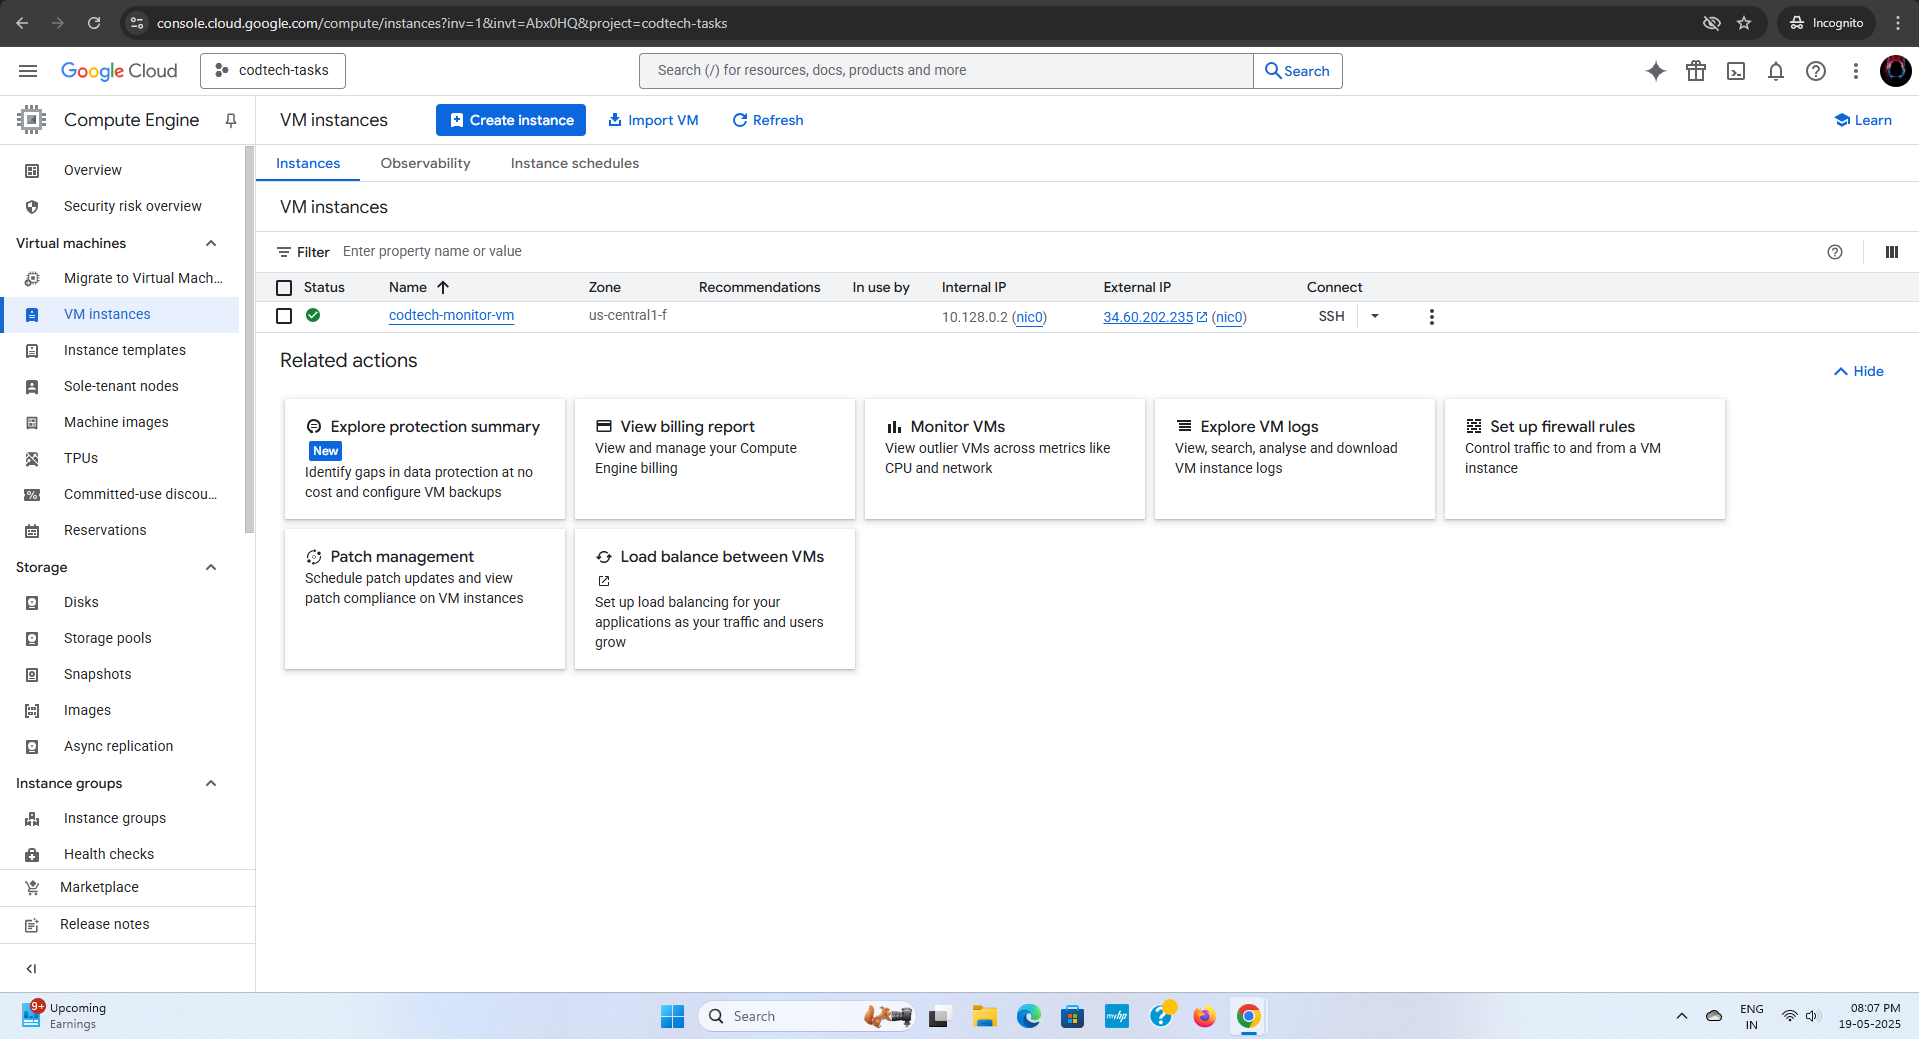 console.cloud.google.com/compute/instances?inv=1&invt=Abx0HQ&project=codtech-tasks
Incognito
Google Cloud
codtech-tasks
Search (/) for resources, docs, products and more
Search
Compute Engine
VM instances
Create instance
Import VM
Refresh
Learn
Overview
Security risk overview
Virtual machines
Migrate to Virtual Mach...
VM instances
Instance templates
Sole-tenant nodes
Machine images
TPUs
Committed-use discou...
Reservations
Storage
Disks
Storage pools
Snapshots
Images
Async replication
Instance groups
Instance groups
Health checks
Marketplace
Release notes
Instances
Observability
Instance schedules
VM instances
Filter Enter property name or value
Status Name Zone Recommendations In use by Internal IP External IP Connect
codtech-monitor-vm us-central1-f 10.128.0.2 (nic0) 34.60.202.235 (nic0) SSH
Related actions
Hide
Explore protection summary
New
Identify gaps in data protection at no
cost and configure VM backups
View billing report
View and manage your Compute
Engine billing
Monitor VMs
View outlier VMs across metrics like
CPU and network
Explore VM logs
View, search, analyse and download
VM instance logs
Set up firewall rules
Control traffic to and from a VM
instance
Patch management
Schedule patch updates and view
patch compliance on VM instances
Load balance between VMs
Set up load balancing for your
applications as your traffic and users
grow
9+
Upcoming
Earnings
Search
myhp
ENG
IN
08:07 PM
19-05-2025